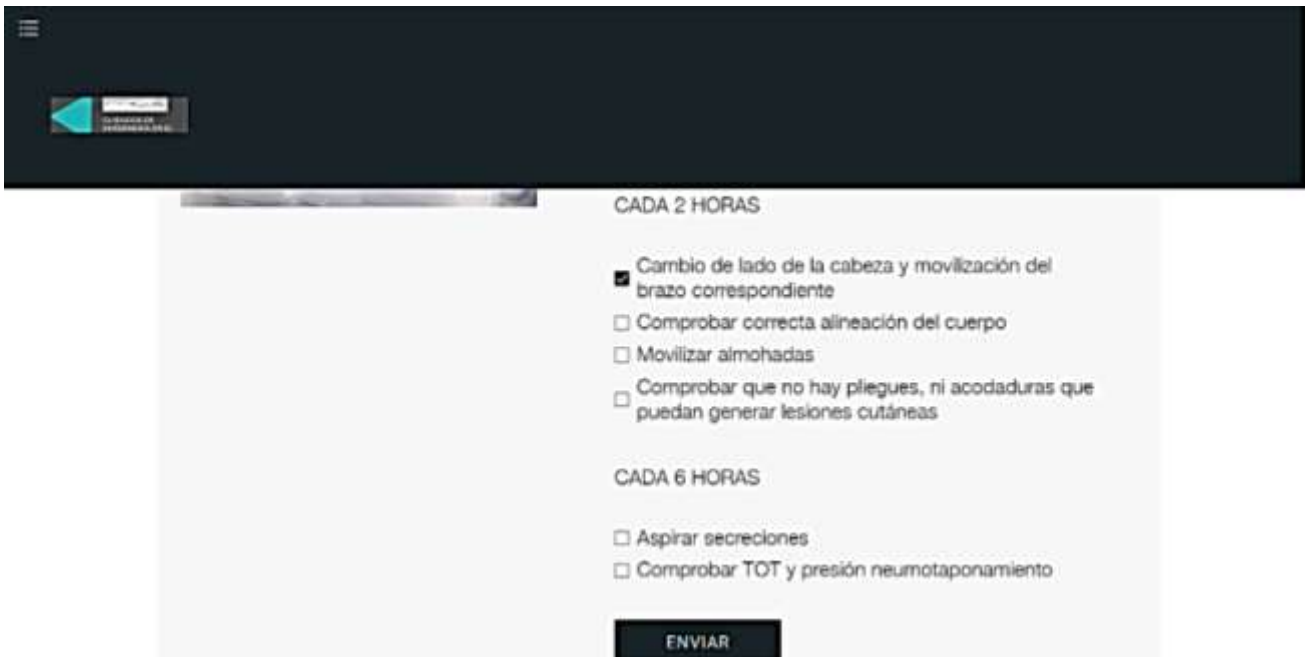 CADA 2 HORAS
Cambio de lado de la cabeza y movilización del
brazo correspondiente
Comprobar correcta alineación del cuerpo
Movilizar almohadas
Comprobar que no hay pliegues, ni acodaduras que
puedan generar lesiones cutáneas
CADA 6 HORAS
Aspirar secreciones
Comprobar TOT y presión neumotaponamiento
ENVIAR